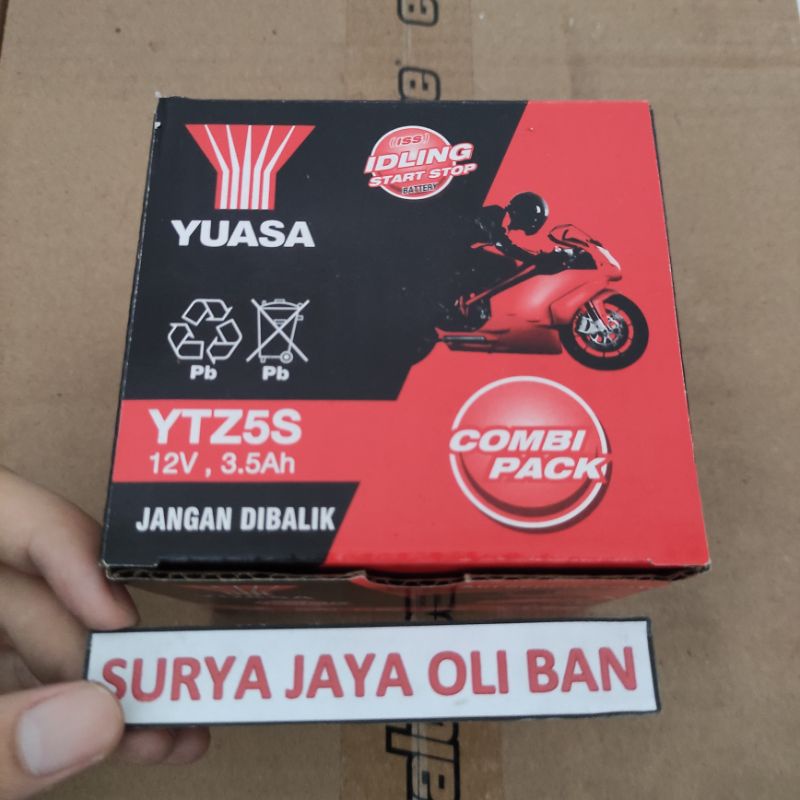 YUASA
((ISS))
IDLING
START STOP
BATTERY
Pb
Pb
YTZ5S
12V , 3.5Ah
COMBI
PACK
JANGAN DIBALIK
SURYA JAYA OLI BAN